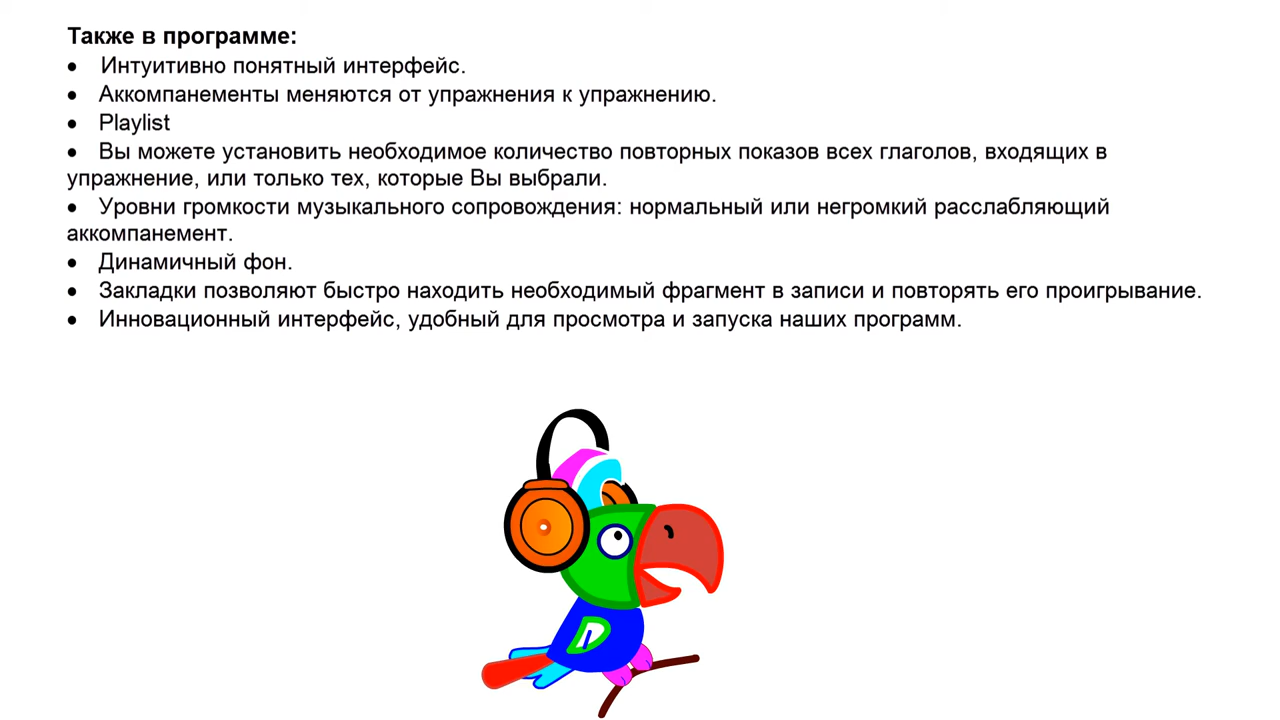 Также в программе:
• Интуитивно понятный интерфейс.
• Аккомпанементы меняются от упражнения к упражнению.
• Playlist
• Вы можете установить необходимое количество повторных показов всех глаголов, входящих в
упражнение, или только тех, которые Вы выбрали.
• Уровни громкости музыкального сопровождения: нормальный или негромкий расслабляющий
аккомпанемент.
• Динамичный фон.
• Закладки позволяют быстро находить необходимый фрагмент в записи и повторять его проигрывание.
• Инновационный интерфейс, удобный для просмотра и запуска наших программ.